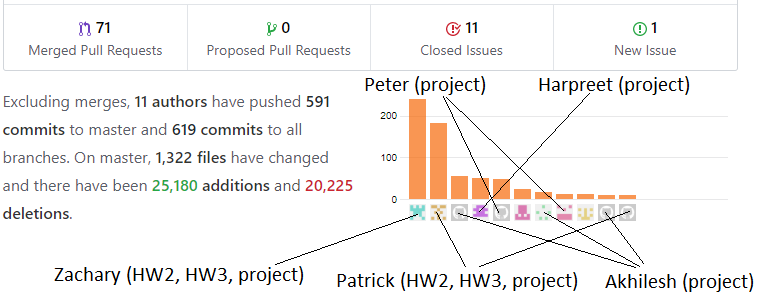 71
Merged Pull Requests
0
Proposed Pull Requests
11
Closed Issues
1
New Issue
Excluding merges, 11 authors have pushed 591
commits to master and 619 commits to all
branches. On master, 1,322 files have changed
and there have been 25,180 additions and 20,225
deletions.
Peter (project)
Harpreet (project)
200
100
0
Zachary (HW2, HW3, project)
Patrick (HW2, HW3, project)
Akhilesh (project)